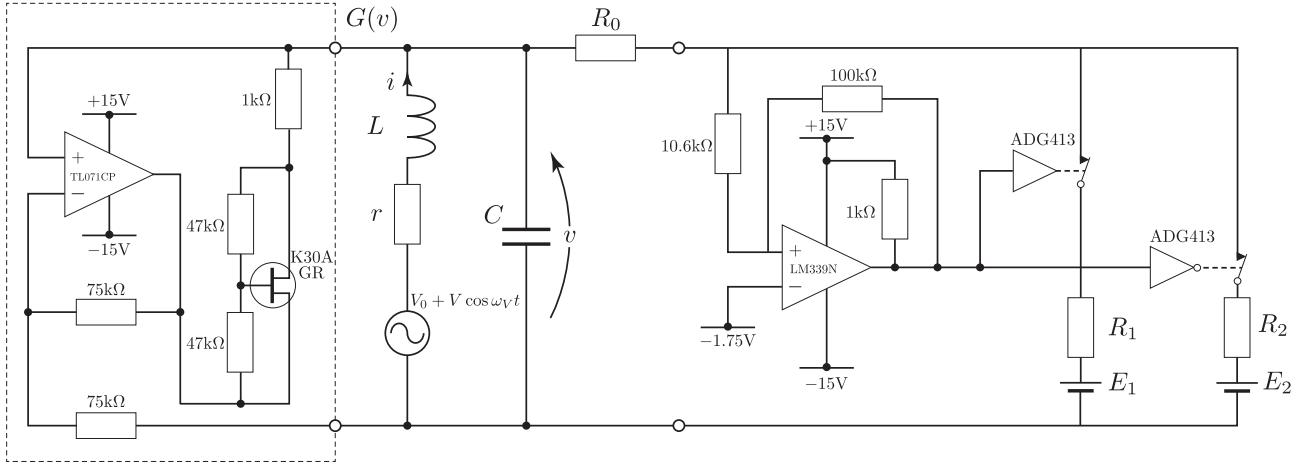 G(v)
R₀
1kΩ
+15V
TL071CP
+
−
−15V
47kΩ
K30A
GR
75kΩ
47kΩ
75kΩ
i
L
r
V₀ + V cos ω_V t
C
v
10.6kΩ
100kΩ
+15V
1kΩ
+
LM339N
−
−1.75V
−15V
ADG413
ADG413
R₁
R₂
E₁
E₂